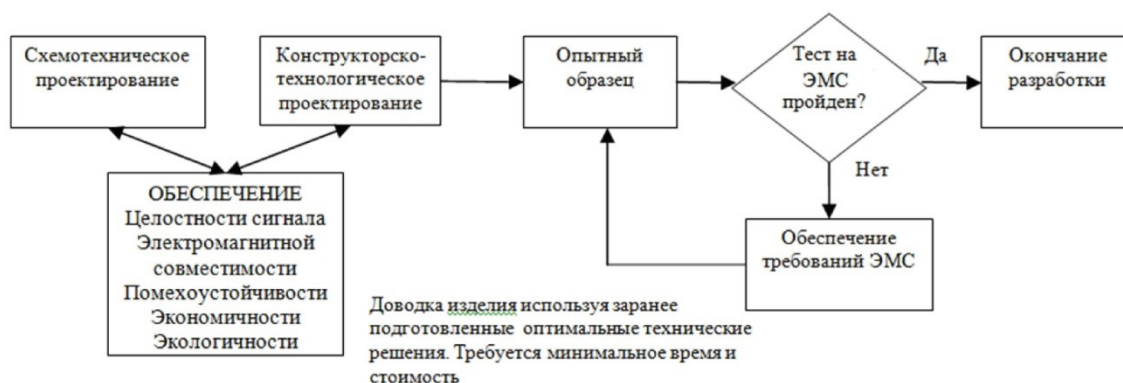 Схемотехническое
проектирование
Конструкторско-
технологическое
проектирование
Опытный
образец
Тест на
ЭМС
пройден?
Да
Окончание
разработки
Нет
ОБЕСПЕЧЕНИЕ
Целостности сигнала
Электромагнитной
совместимости
Помехоустойчивости
Экономичности
Экологичности
Обеспечение
требований ЭМС
Доводка изделия используя заранее
подготовленные оптимальные технические
решения. Требуется минимальное время и
стоимость